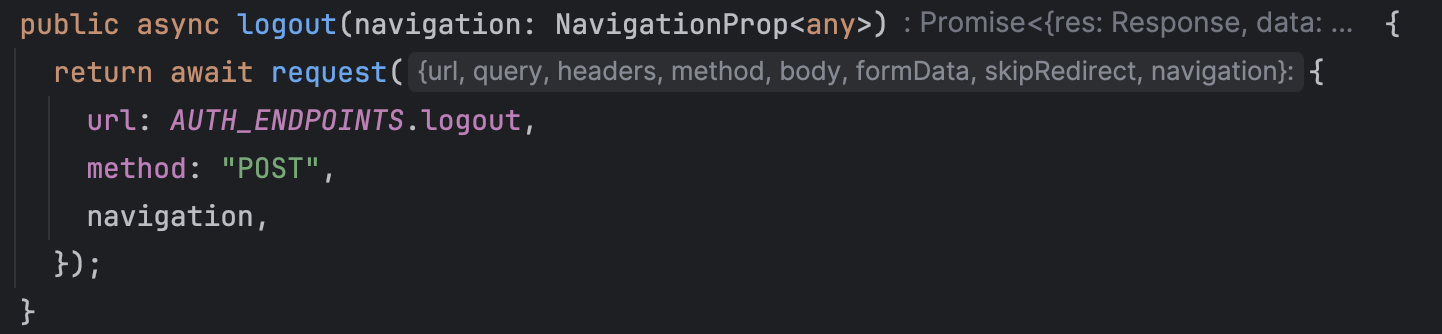 public async logout(navigation: NavigationProp<any>) : Promise<{res: Response, data: ... {
return await request( {url, query, headers, method, body, formData, skipRedirect, navigation}: {
url: AUTH_ENDPOINTS.logout,
method: "POST",
navigation,
});
}